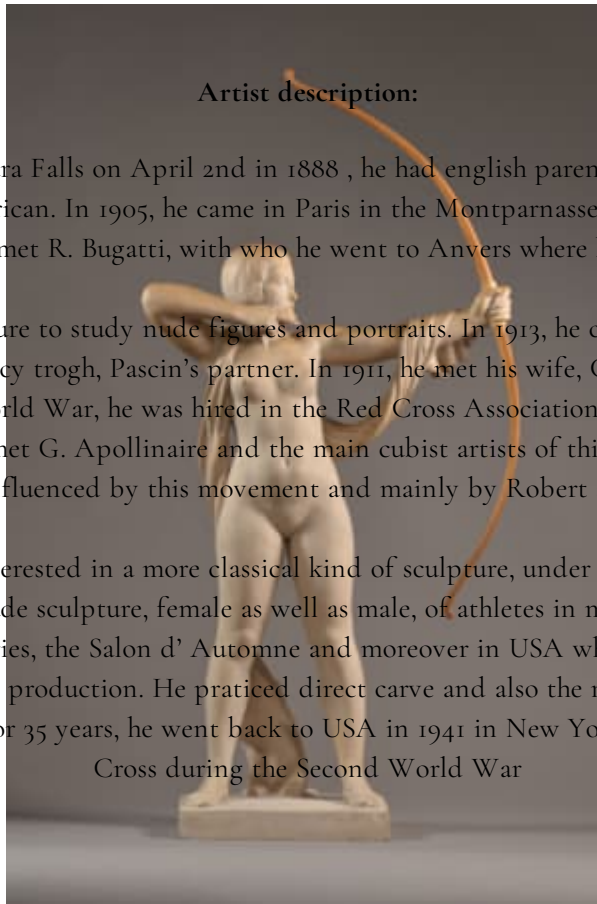 Artist description:
ra Falls on April 2nd in 1888 , he had english paren
rican. In 1905, he came in Paris in the Montparnasse
met R. Bugatti, with who he went to Anvers where
ure to study nude figures and portraits. In 1913, he c
cy trogh, Pascin's partner. In 1911, he met his wife,
rld War, he was hired in the Red Cross Association
net G. Apollinaire and the main cubist artists of thi
fluenced by this movement and mainly by Robert
erested in a more classical kind of sculpture, under
de sculpture, female as well as male, of athletes in m
ies, the Salon d' Automne and moreover in USA wh
production. He praticed direct carve and also the
or 35 years, he went back to USA in 1941 in New Yo
Cross during the Second World War